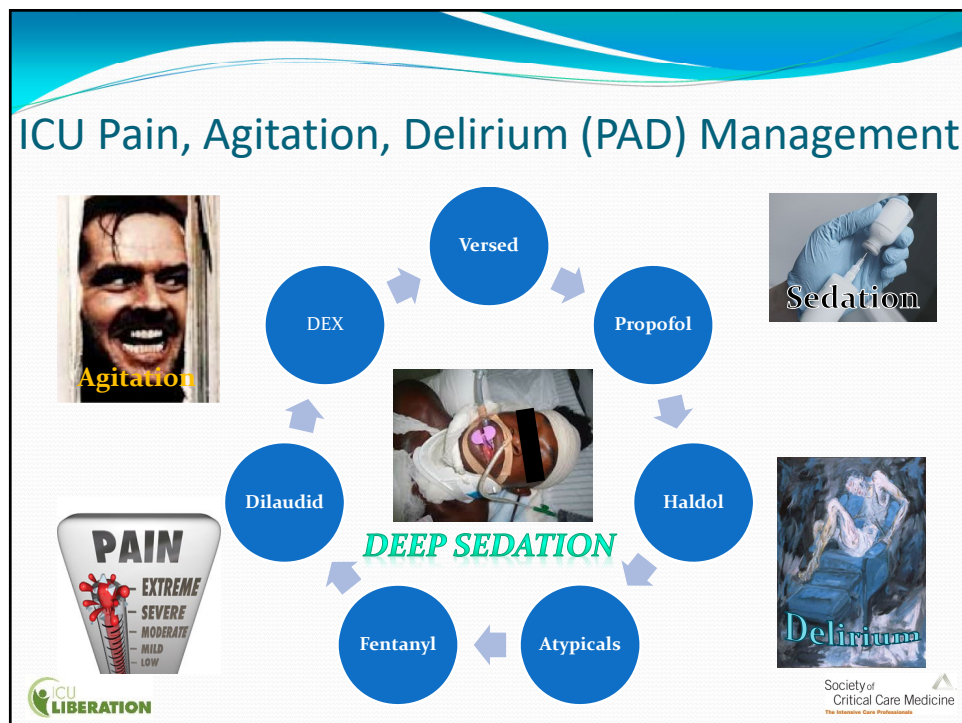 ICU Pain, Agitation, Delirium (PAD) Management
Agitation
Versed
Sedation
DEX
Propofol
Dilaudid
Haldol
DEEP SEDATION
PAIN
EXTREME
SEVERE
MODERATE
MILD
LOW
Fentanyl
Atypicals
Delirium
ICU
LIBERATION
Society of
Critical Care Medicine
The Intensive Care Professionals